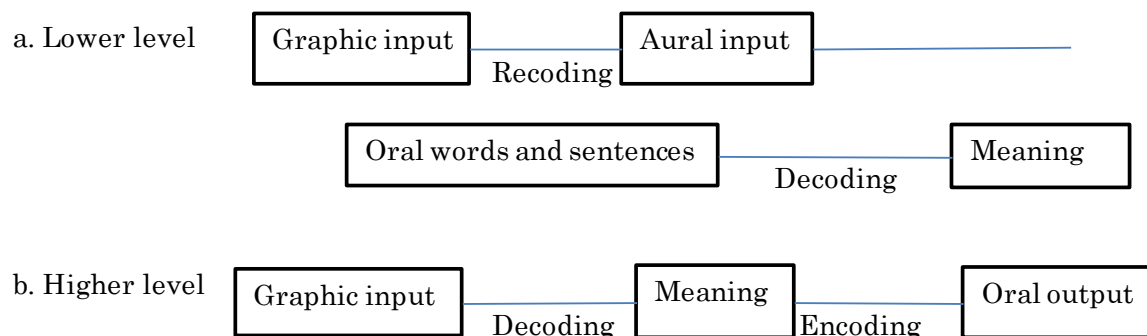 a. Lower level Graphic input Aural input
Recoding
Oral words and sentences Meaning
Decoding
b. Higher level Graphic input Meaning Oral output
Decoding Encoding